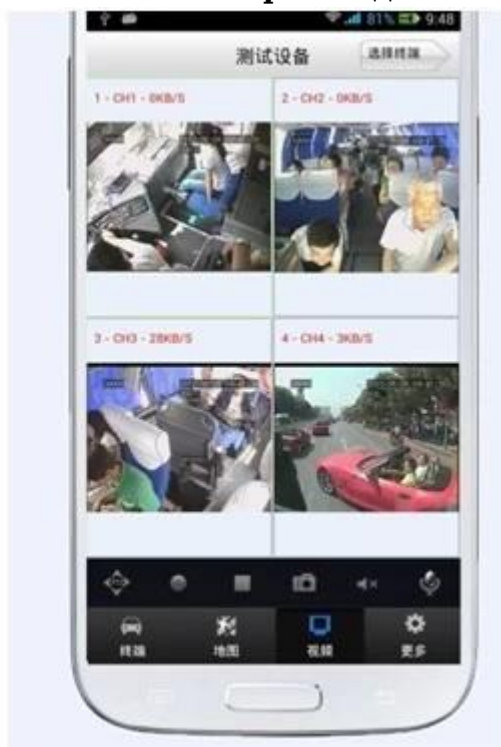 81% 9:48
测试设备
选择终端
1 - CH1 - 0KB/S
2 - CH2 - 0KB/S
3 - CH3 - 28KB/S
4 - CH4 - 3KB/S
终端
地图
视频
更多